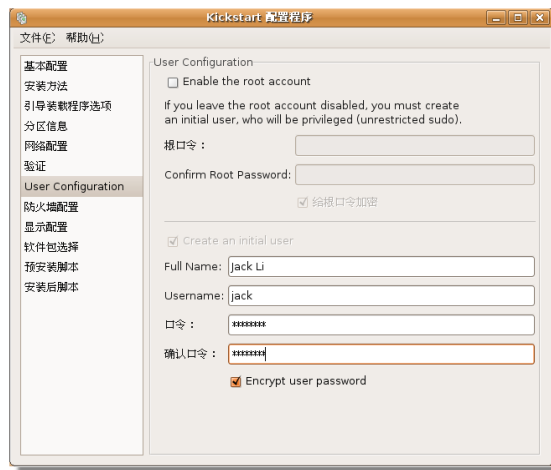 Kickstart 配置程序
文件(F) 帮助(H)
基本配置
安装方法
引导装载程序选项
分区信息
网络配置
验证
User Configuration
防火墙配置
显示配置
软件包选择
预安装脚本
安装后脚本
User Configuration
Enable the root account
If you leave the root account disabled, you must create
an initial user, who will be privileged (unrestricted sudo).
根口令：
Confirm Root Password:
给根口令加密
Create an initial user
Full Name: Jack Li
Username: jack
口令： ********
确认口令： ********
Encrypt user password